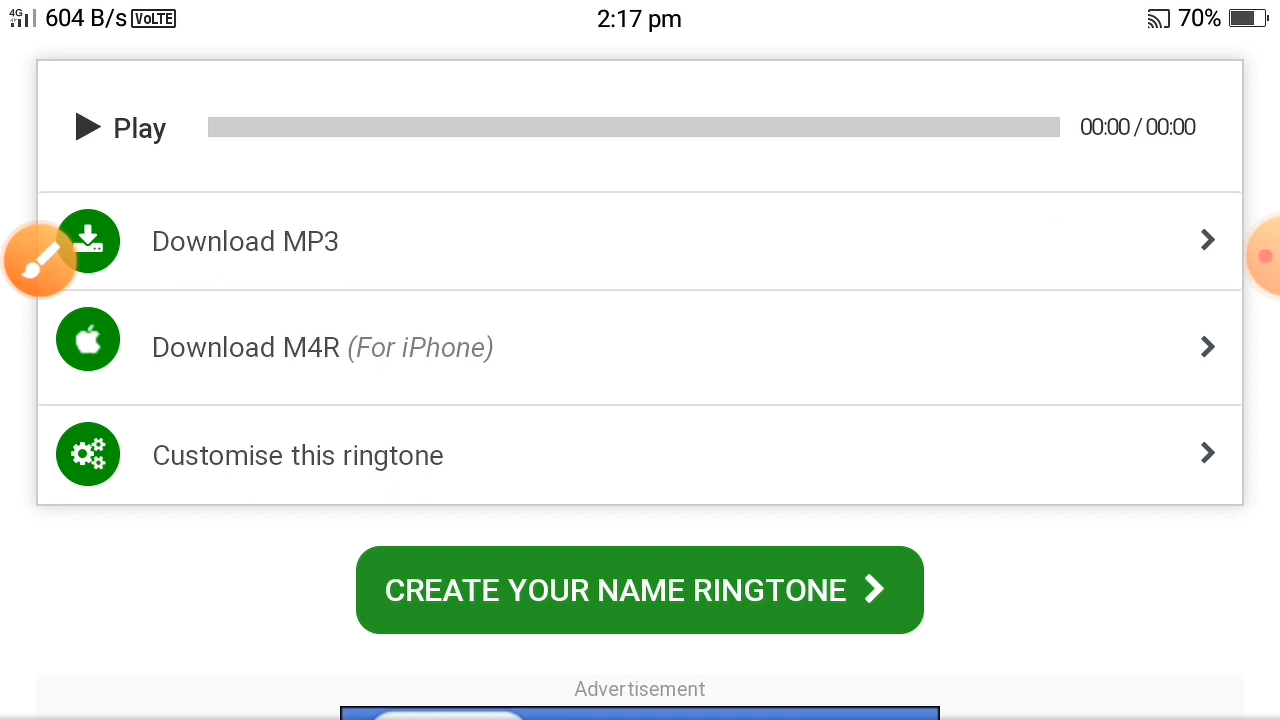 4G 604 B/s VoLTE 2:17 pm 70%
Play 00:00 / 00:00
Download MP3
Download M4R (For iPhone)
Customise this ringtone
CREATE YOUR NAME RINGTONE
Advertisement